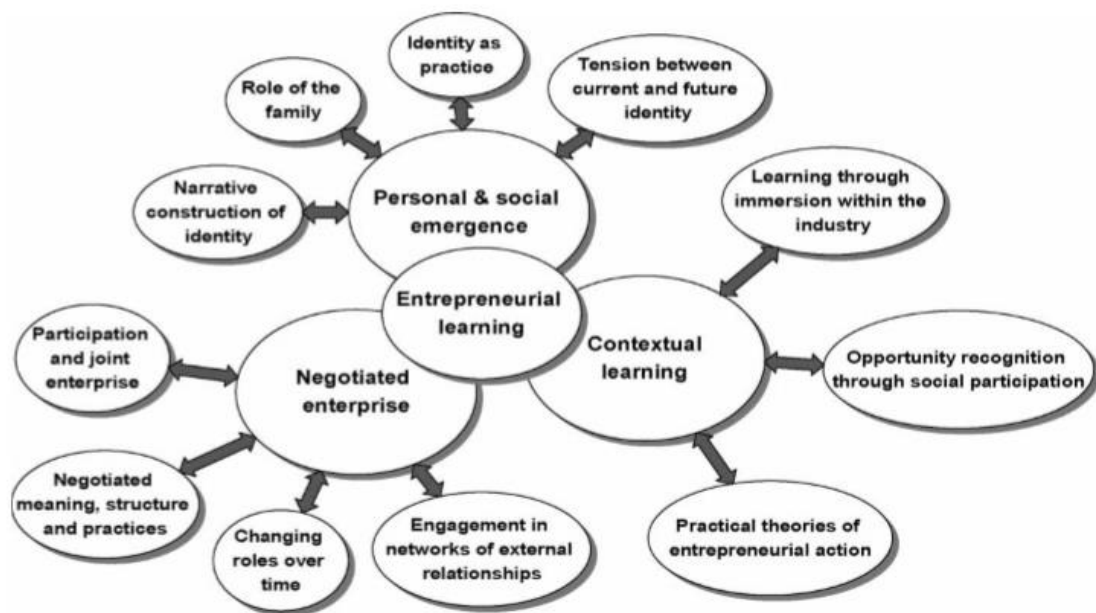 Identity as
practice
Tension between
current and future
identity
Role of the
family
Narrative
construction of
identity
Personal & social
emergence
Learning through
immersion within the
industry
Entrepreneurial
learning
Participation
and joint
enterprise
Negotiated
enterprise
Contextual
learning
Opportunity recognition
through social participation
Negotiated
meaning, structure
and practices
Changing
roles over
time
Engagement in
networks of external
relationships
Practical theories of
entrepreneurial action